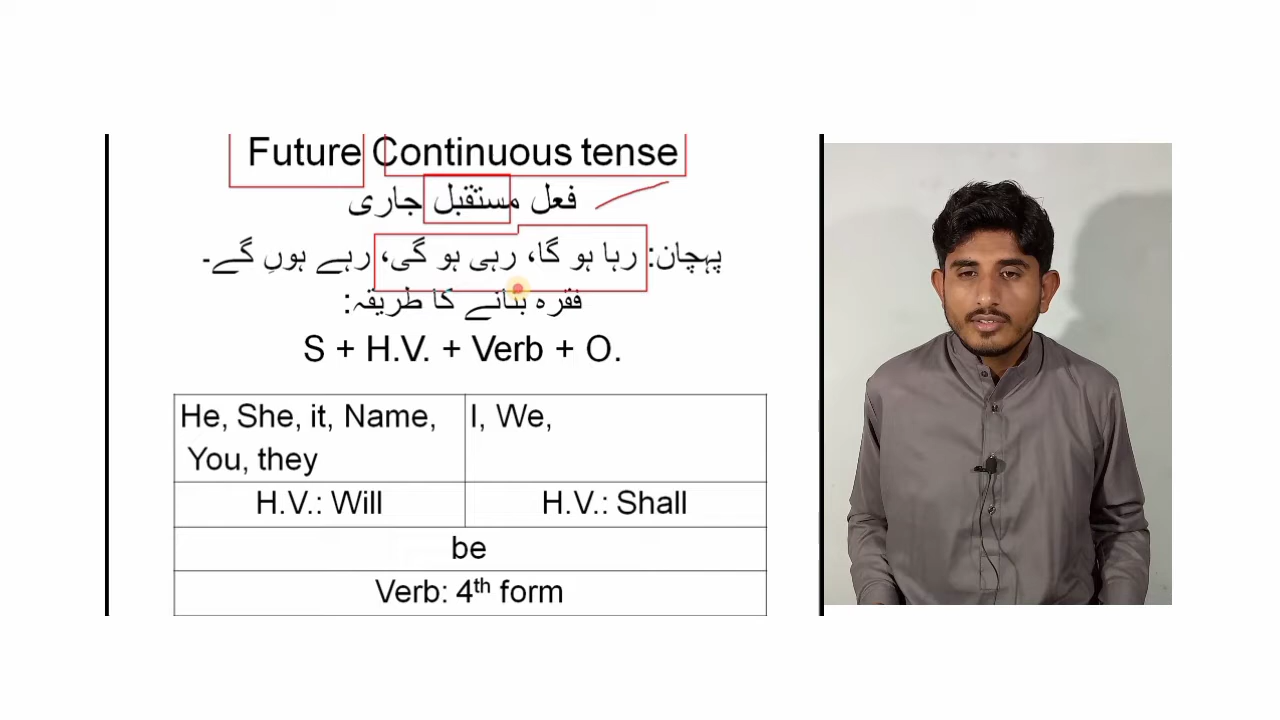 Future Continuous tense
فعل مستقبل جاری
پہچان: رہا ہو گا، رہی ہو گی، رہے ہوںِ گے۔
فقرہ بنانے کا طریقہ:
S + H.V. + Verb + O.
He, She, it, Name,
You, they
I, We,
H.V.: Will
H.V.: Shall
be
Verb: 4th form